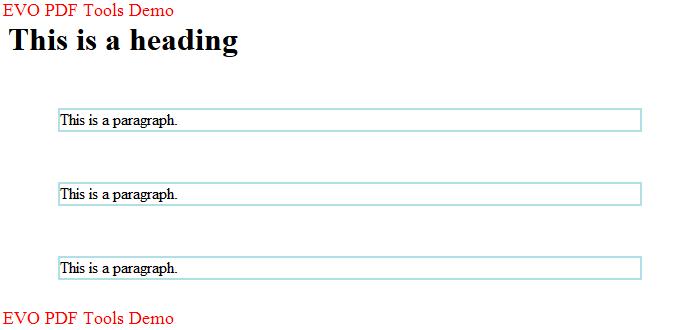 EVO PDF Tools Demo
This is a heading
This is a paragraph.
This is a paragraph.
This is a paragraph.
EVO PDF Tools Demo